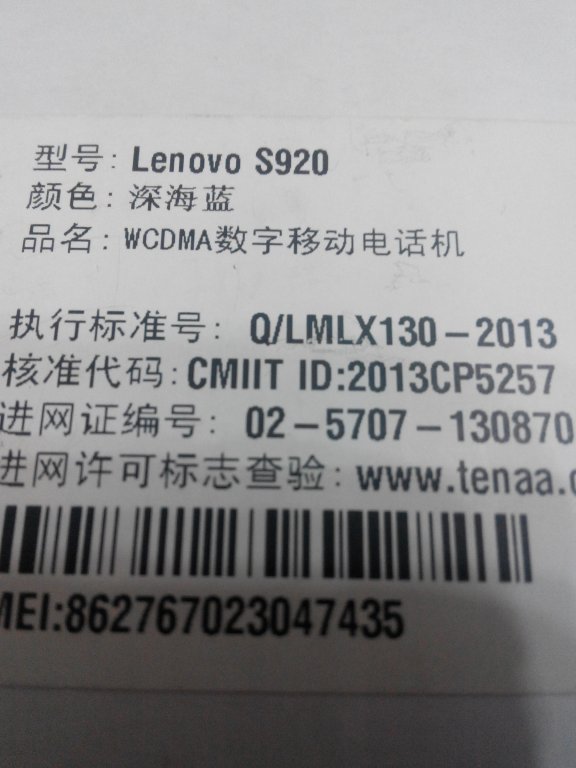 型号: Lenovo S920
颜色: 深海蓝
品名: WCDMA数字移动电话机
执行标准号: Q/LMLX130-2013
核准代码:CMIIT ID:2013CP5257
进网证编号: 02-5707-130870
进网许可标志查验: www.tenaa.c
MEI:862767023047435